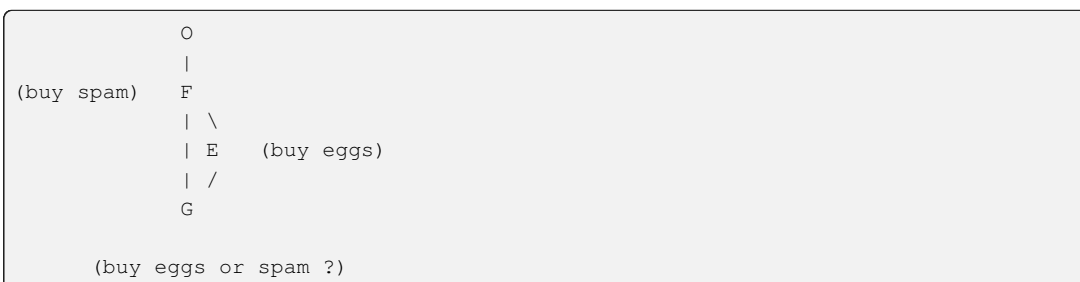 O
|
(buy spam) F
| \
| E (buy eggs)
| /
G
(buy eggs or spam ?)